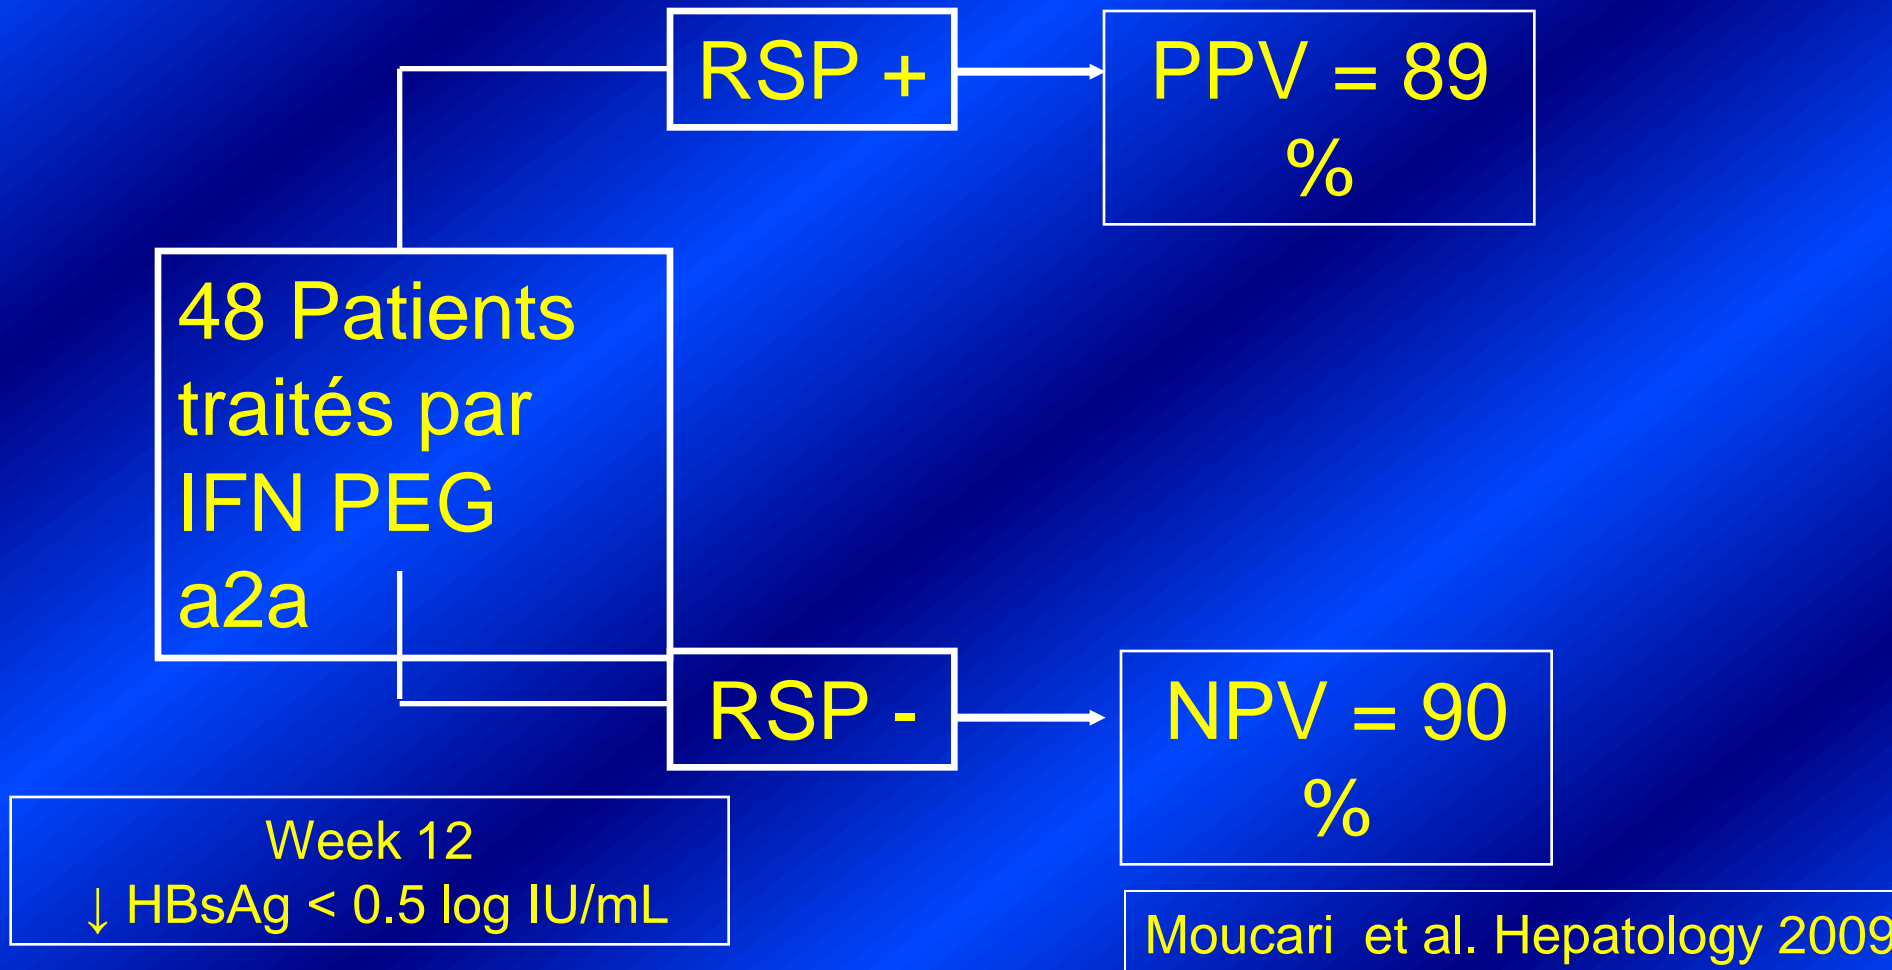 RSP +
PPV = 89
%
48 Patients
traités par
IFN PEG
a2a
RSP -
NPV = 90
%
Week 12
↓ HBsAg < 0.5 log IU/mL
Moucari et al. Hepatology 2009